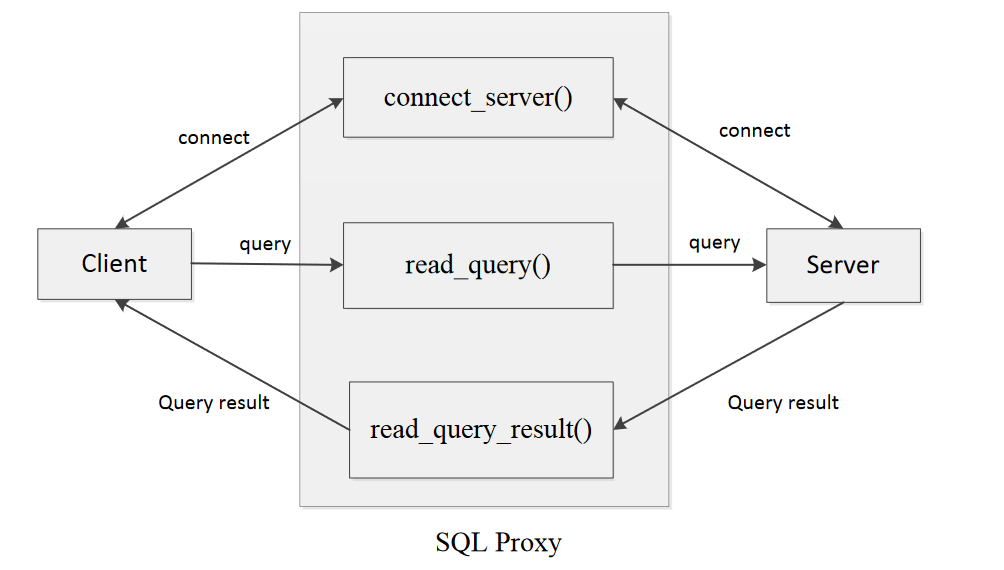 connect_server()
connect
connect
Client
query
read_query()
query
Server
Query result
read_query_result()
Query result
SQL Proxy